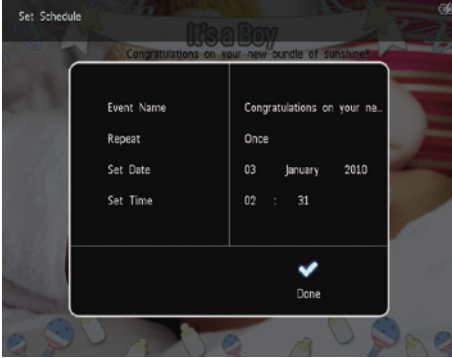 Set Schedule
It's a Boy
Congratulations on your new bundle of sunshine!
Event Name Congratulations on your ne...
Repeat Once
Set Date 03 January 2010
Set Time 02 : 31
Done